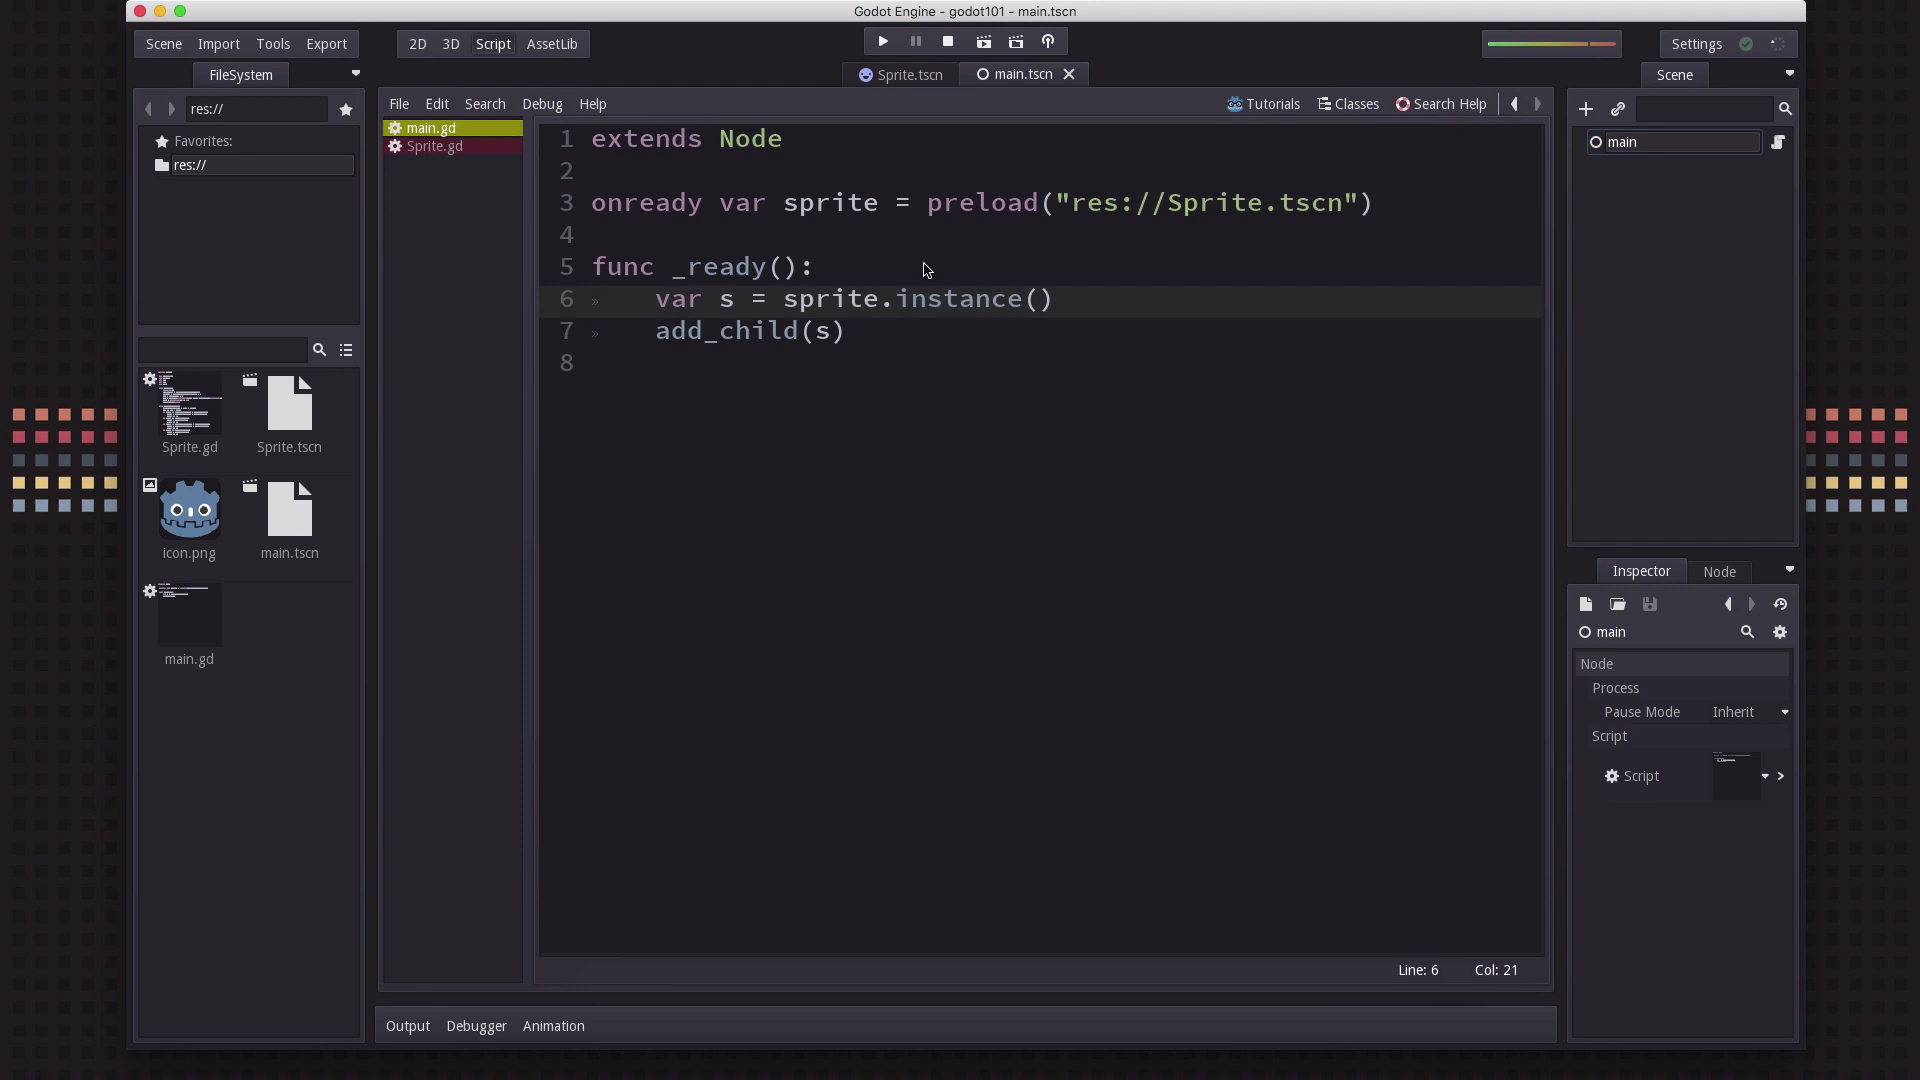 Godot Engine - godot101 - main.tscn
Scene Import Tools Export
2D 3D Script AssetLib
Settings
FileSystem
Sprite.tscn
main.tscn
Scene
res://
File Edit Search Debug Help
Tutorials Classes Search Help
Favorites:
res://
main.gd
Sprite.gd
1 extends Node
2
3 onready var sprite = preload("res://Sprite.tscn")
4
5 func _ready():
6 » var s = sprite.instance()
7 » add_child(s)
8
main
Sprite.gd
Sprite.tscn
icon.png
main.tscn
main.gd
Inspector Node
main
Node
Process
Pause Mode Inherit
Script
Script
Line: 6 Col: 21
Output Debugger Animation